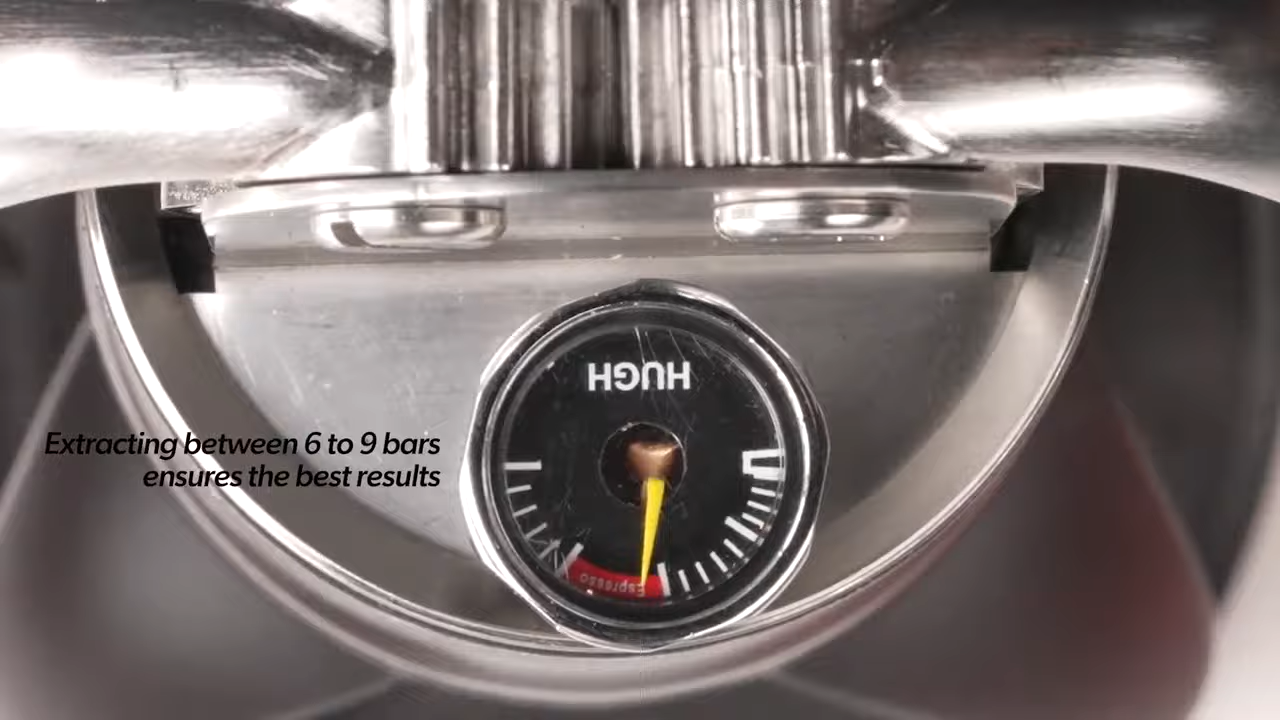 HUGH
Extracting between 6 to 9 bars
ensures the best results
Espresso